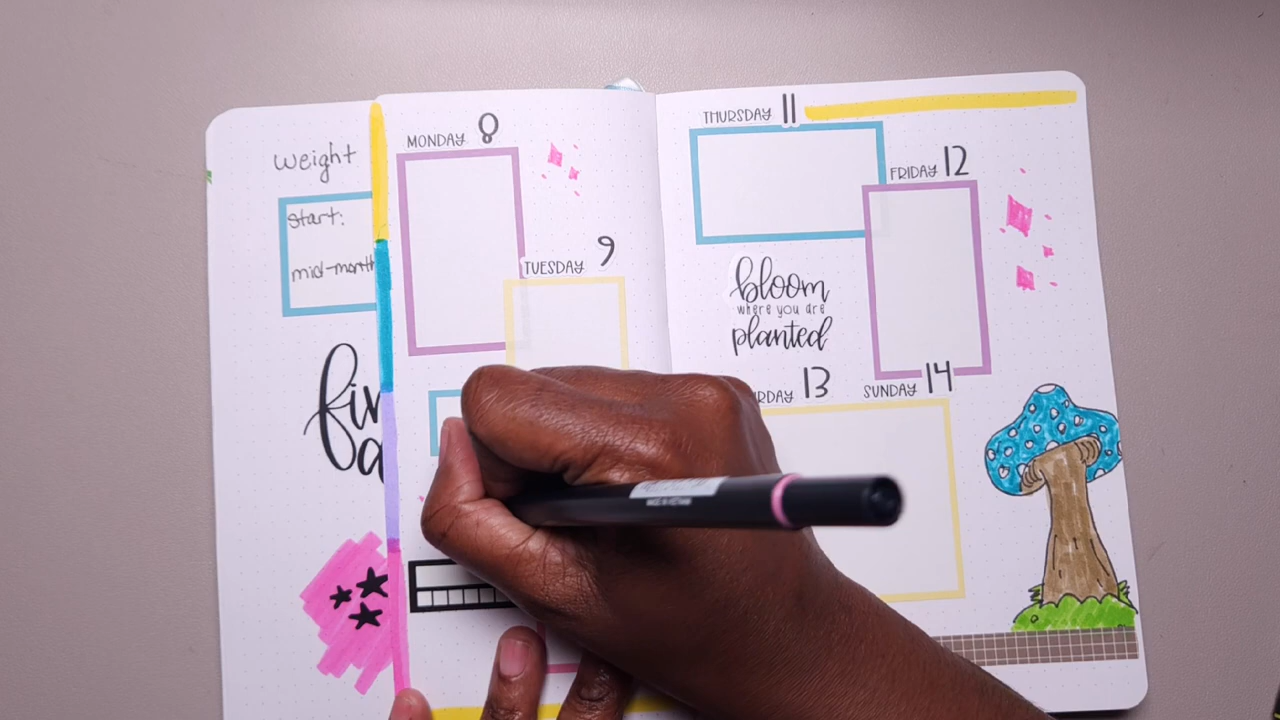 Weight
start:
mid-month
MONDAY 8
TUESDAY 9
THURSDAY 11
FRIDAY 12
bloom
where you are
planted
RDAY 13
SUNDAY 14